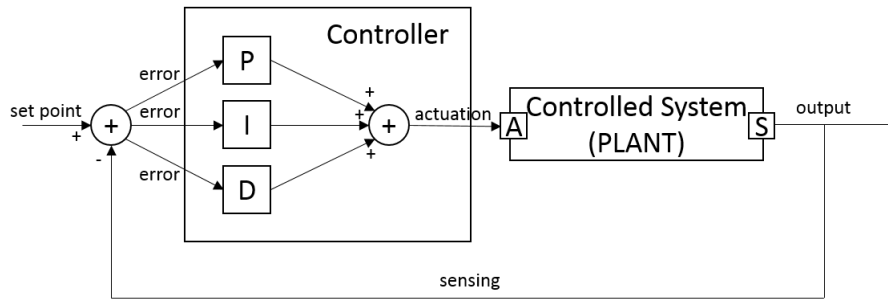 Controller
P
error
+
set point
error
+
I
+
+
actuation
A
Controlled System
(PLANT)
S
output
+
-
+
error
D
sensing